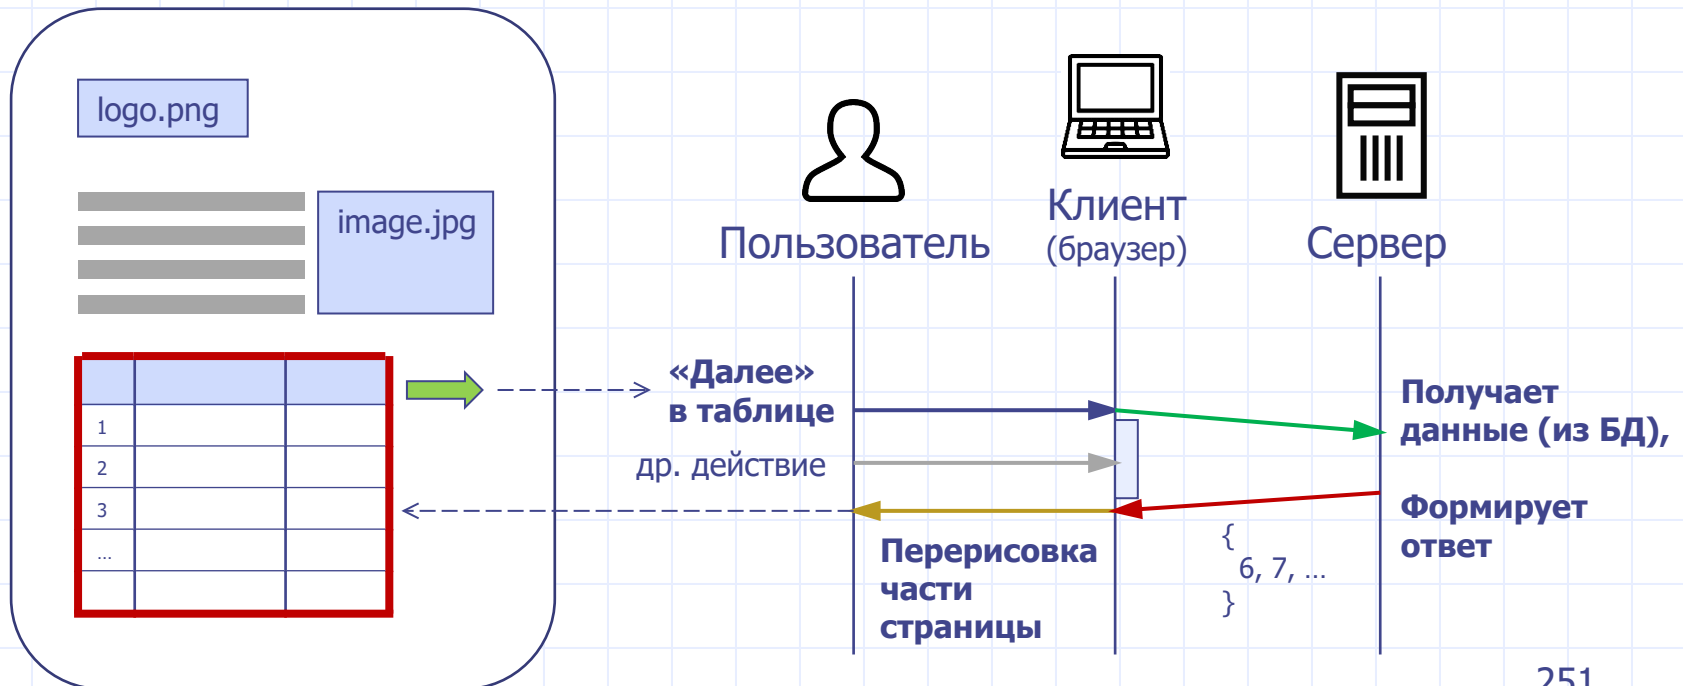 logo.png
image.jpg
1
2
3
...
Пользователь
Клиент
(браузер)
Сервер
«Далее»
в таблице
др. действие
Получает
данные (из БД),
Формирует
ответ
Перерисовка
части
страницы
{
6, 7, ...
}
251